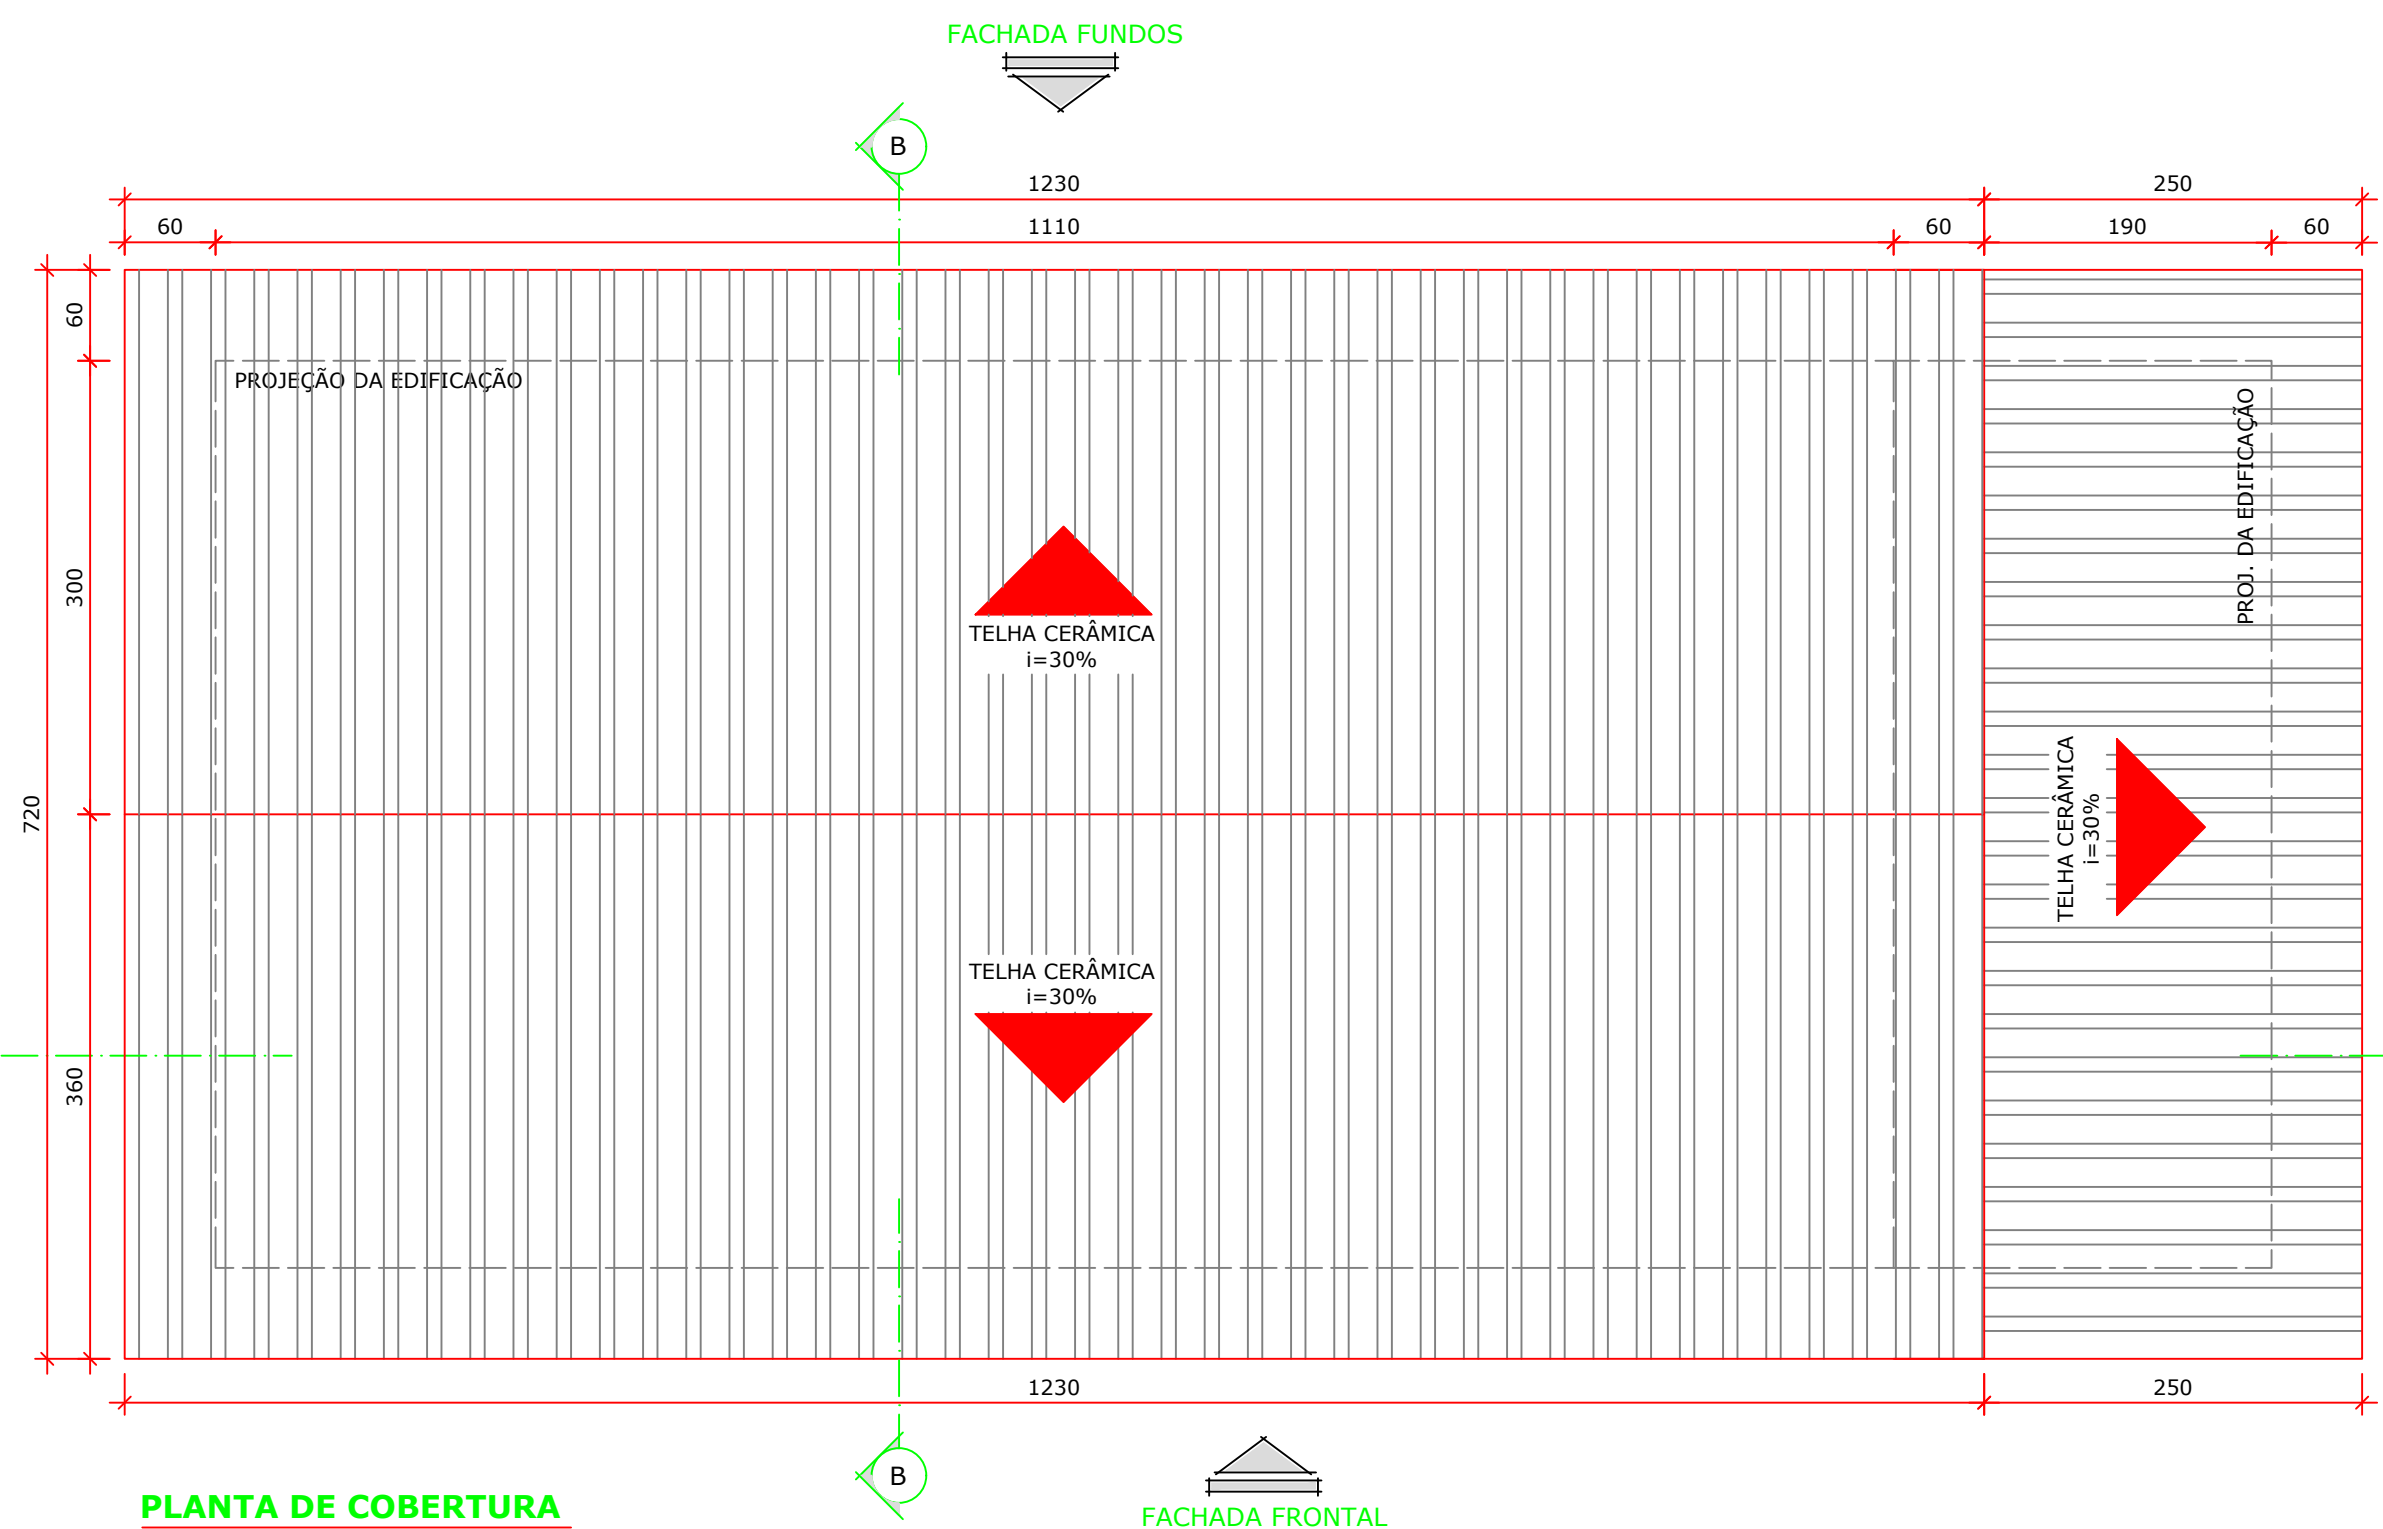 FACHADA FUNDOS
B
1230
250
60
1110
60
190
60
60
PROJEÇÃO DA EDIFICAÇÃO
PROJ. DA EDIFICAÇÃO
300
TELHA CERÂMICA
i=30%
720
TELHA CERÂMICA
i=30%
TELHA CERÂMICA
i=30%
360
1230
250
B
PLANTA DE COBERTURA
FACHADA FRONTAL